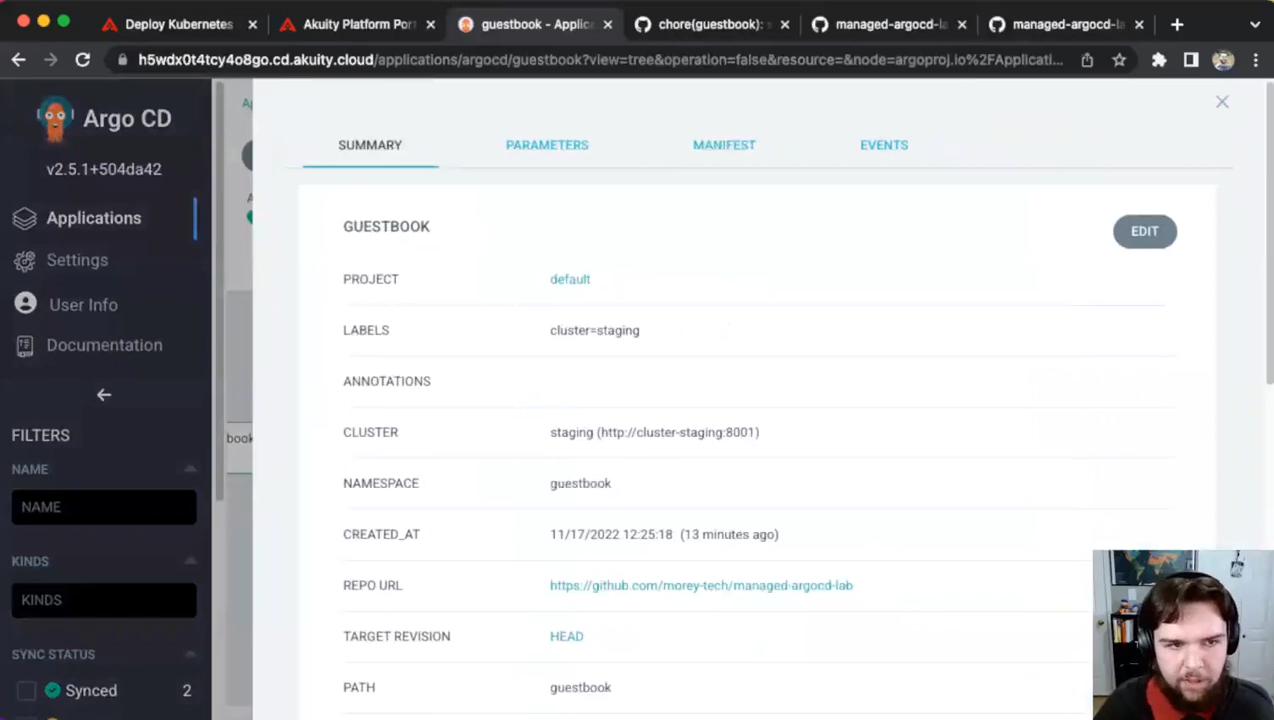 Deploy Kubernetes
Akuity Platform Por
guestbook - Applic
chore(guestbook):
managed-argocd-la
managed-argocd-la
h5wdx0t4tcy4o8go.cd.akuity.cloud/applications/argocd/guestbook?view=tree&operation=false&resource=&node=argoproj.io%2FApplicati...
Argo CD
v2.5.1+504da42
Applications
Settings
User Info
Documentation
FILTERS
NAME
NAME
KINDS
KINDS
SYNC STATUS
Synced 2
book
SUMMARY
PARAMETERS
MANIFEST
EVENTS
GUESTBOOK
EDIT
PROJECT default
LABELS cluster=staging
ANNOTATIONS
CLUSTER staging (http://cluster-staging:8001)
NAMESPACE guestbook
CREATED_AT 11/17/2022 12:25:18 (13 minutes ago)
REPO URL https://github.com/morey-tech/managed-argocd-lab
TARGET REVISION HEAD
PATH guestbook